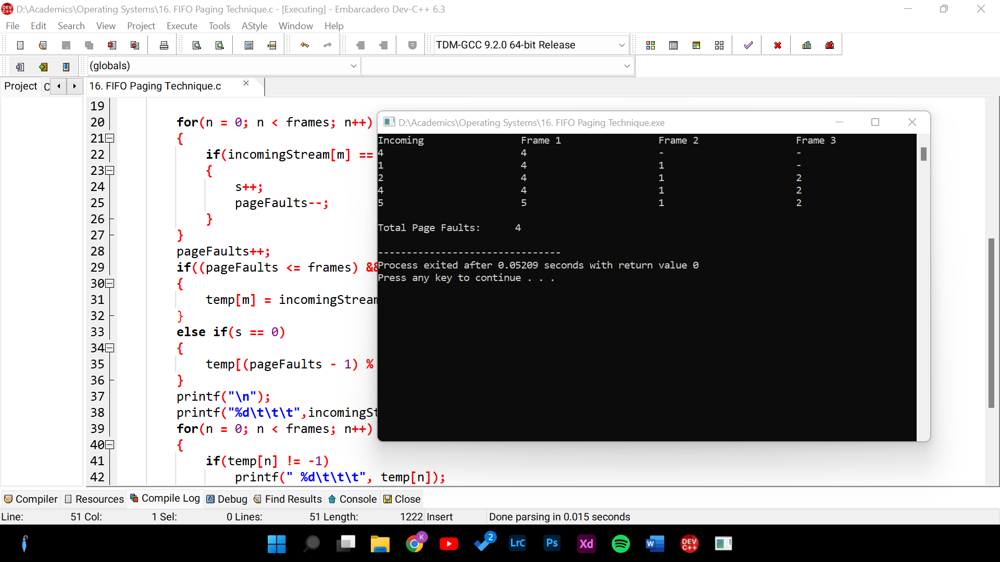 D:\Academics\Operating Systems\16. FIFO Paging Technique.c - [Executing] - Embarcadero Dev-C++ 6.3
File Edit Search View Project Execute Tools AStyle Window Help
TDM-GCC 9.2.0 64-bit Release
(globals)
Project C 16. FIFO Paging Technique.c
19
20 for(n = 0; n < frames; n++)
21 {
22 if(incomingStream[m] ==
23 {
24 s++;
25 pageFaults--;
26 }
27 }
28 pageFaults++;
29 if((pageFaults <= frames) &&
30 {
31 temp[m] = incomingStream
32 }
33 else if(s == 0)
34 {
35 temp[(pageFaults - 1) %
36 }
37 printf("\n");
38 printf("%d\t\t\t",incomingSt
39 for(n = 0; n < frames; n++)
40 {
41 if(temp[n] != -1)
42 printf(" %d\t\t\t", temp[n]);
D:\Academics\Operating Systems\16. FIFO Paging Technique.exe
Incoming Frame 1 Frame 2 Frame 3
4 4 - -
1 4 1 -
2 4 1 2
4 4 1 2
5 5 1 2
Total Page Faults: 4
--------------------------------
Process exited after 0.05209 seconds with return value 0
Press any key to continue . . .
Compiler Resources Compile Log Debug Find Results Console Close
Line: 51 Col: 1 Sel: 0 Lines: 51 Length: 1222 Insert Done parsing in 0.015 seconds
K 2 LrC Ps Xd W DEV C++